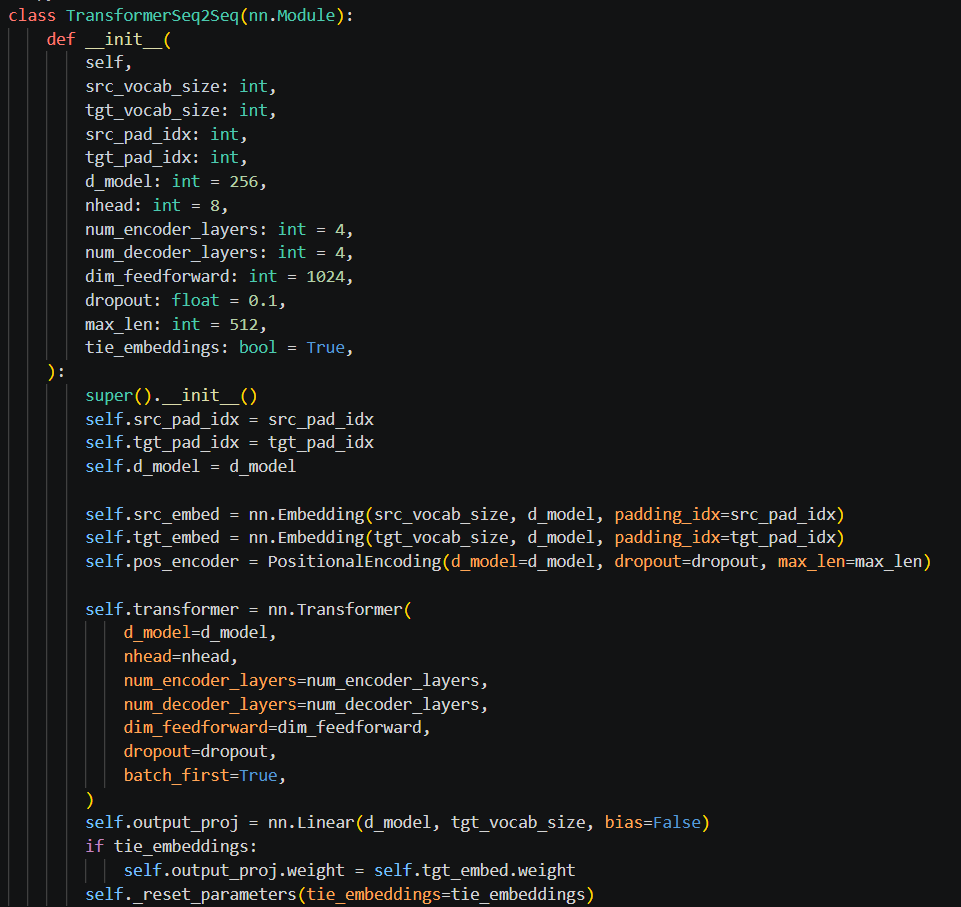 class TransformerSeq2Seq(nn.Module):
    def __init__(
        self,
        src_vocab_size: int,
        tgt_vocab_size: int,
        src_pad_idx: int,
        tgt_pad_idx: int,
        d_model: int = 256,
        nhead: int = 8,
        num_encoder_layers: int = 4,
        num_decoder_layers: int = 4,
        dim_feedforward: int = 1024,
        dropout: float = 0.1,
        max_len: int = 512,
        tie_embeddings: bool = True,
    ):
        super().__init__()
        self.src_pad_idx = src_pad_idx
        self.tgt_pad_idx = tgt_pad_idx
        self.d_model = d_model

        self.src_embed = nn.Embedding(src_vocab_size, d_model, padding_idx=src_pad_idx)
        self.tgt_embed = nn.Embedding(tgt_vocab_size, d_model, padding_idx=tgt_pad_idx)
        self.pos_encoder = PositionalEncoding(d_model=d_model, dropout=dropout, max_len=max_len)

        self.transformer = nn.Transformer(
            d_model=d_model,
            nhead=nhead,
            num_encoder_layers=num_encoder_layers,
            num_decoder_layers=num_decoder_layers,
            dim_feedforward=dim_feedforward,
            dropout=dropout,
            batch_first=True,
        )
        self.output_proj = nn.Linear(d_model, tgt_vocab_size, bias=False)
        if tie_embeddings:
            self.output_proj.weight = self.tgt_embed.weight
        self._reset_parameters(tie_embeddings=tie_embeddings)